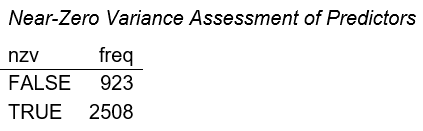 Near-Zero Variance Assessment of Predictors
nzv freq
FALSE 923
TRUE 2508